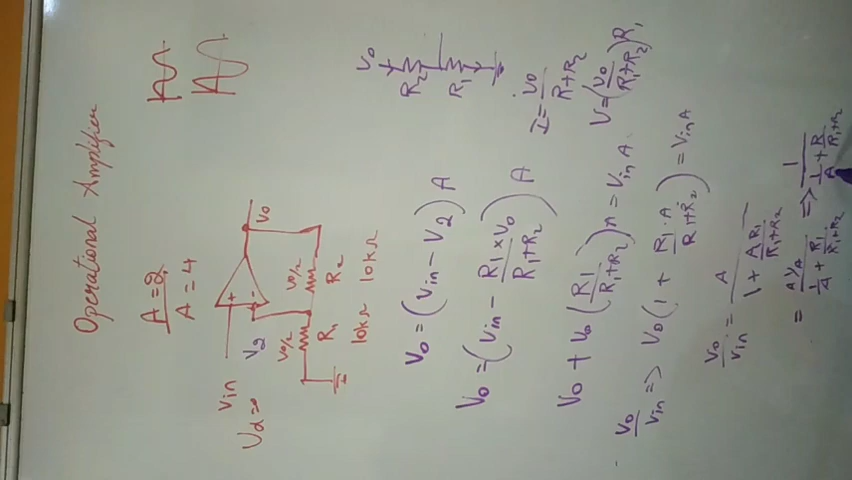 Operational Amplifier
A = 2
A = 4
Vin
Vd=0
V2
+
-
Vo
Vo/2
Vo/2
R1
R2
10kΩ
10kΩ
Vo = (Vin - V2) A
Vo = (Vin - R1 x Vo / R1+R2) A
Vo + Vo (R1 / R1+R2) A = Vin A
Vo / Vin => Vo (1 + R1 . A / R1+R2) = Vin A
Vo / Vin = A / 1 + A R1 / R1+R2
= A/A / 1/A + R1 / R1+R2 => 1 / 1/A + R / R1+R2
Vo
R2
R1
I = Vo / R1+R2
V = (Vo / R1+R2) R1